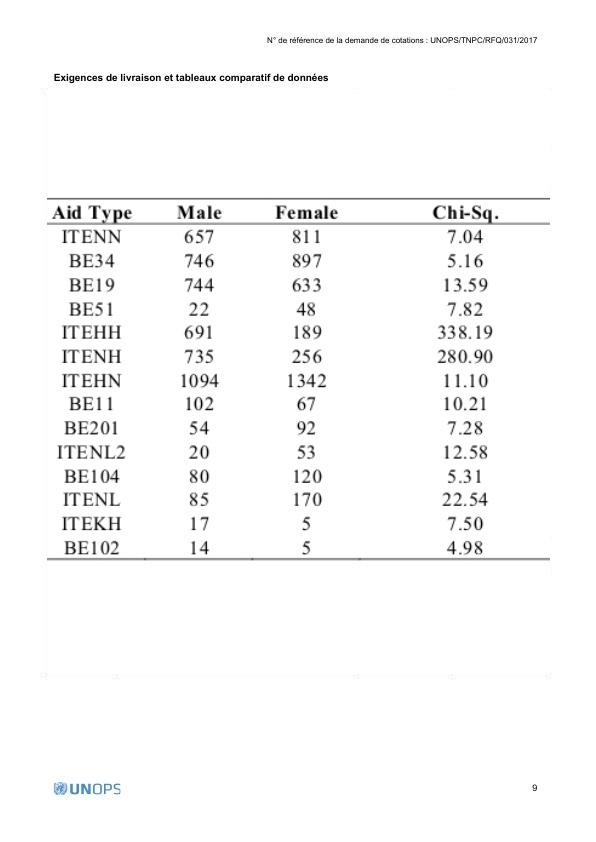 N° de référence de la demande de cotations : UNOPS/TNPC/RFQ/031/2017
Exigences de livraison et tableaux comparatif de données
Aid Type Male Female Chi-Sq.
ITENN 657 811 7.04
BE34 746 897 5.16
BE19 744 633 13.59
BE51 22 48 7.82
ITEHH 691 189 338.19
ITENH 735 256 280.90
ITEHN 1094 1342 11.10
BE11 102 67 10.21
BE201 54 92 7.28
ITENL2 20 53 12.58
BE104 80 120 5.31
ITENL 85 170 22.54
ITEKH 17 5 7.50
BE102 14 5 4.98
UNOPS 9